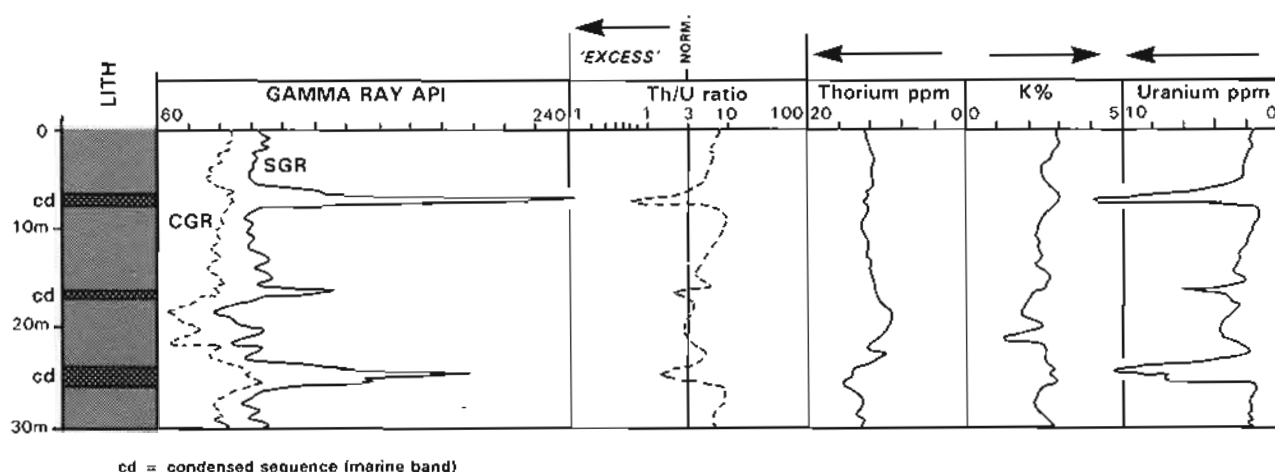 'EXCESS' NORM.
LITH GAMMA RAY API Th/U ratio Thorium ppm K% Uranium ppm
60 240 1 1 3 10 100 20 0 0 5 10 0
0
SGR
cd
CGR
10m
cd
20m
cd
30m
cd = condensed sequence (marine band)